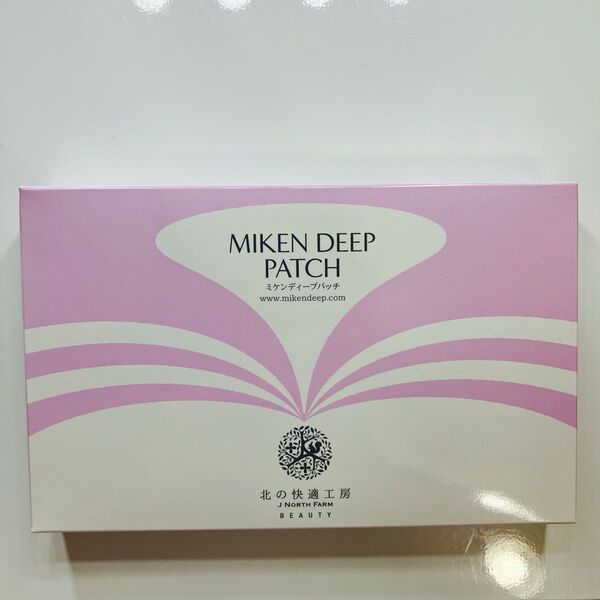 MIKEN DEEP
PATCH
ミケンディープパッチ
www.mikendeep.com
北の快適工房
J NORTH FARM
BEAUTY